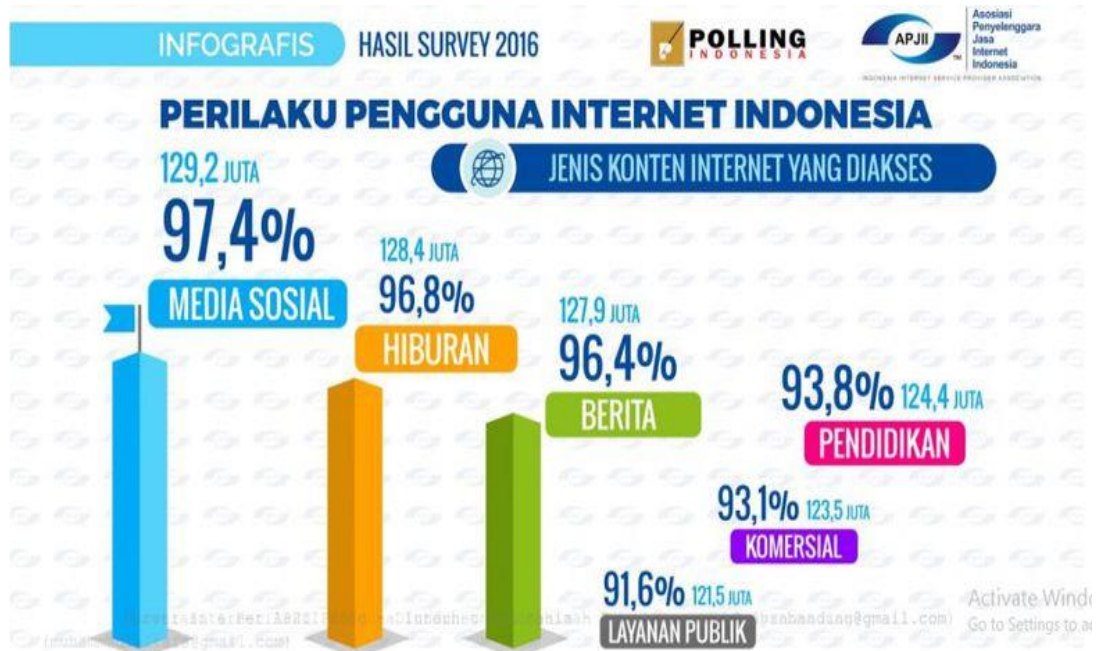 INFOGRAFIS
HASIL SURVEY 2016
POLLING
INDONESIA
APJII
TM
Asosiasi
Penyelenggara
Jasa
Internet
Indonesia
INDONESIA INTERNET SERVICE PROVIDER ASSOCIATION
PERILAKU PENGGUNA INTERNET INDONESIA
JENIS KONTEN INTERNET YANG DIAKSES
129,2 JUTA
97,4%
MEDIA SOSIAL
128,4 JUTA
96,8%
HIBURAN
127,9 JUTA
96,4%
BERITA
93,8% 124,4 JUTA
PENDIDIKAN
93,1% 123,5 JUTA
KOMERSIAL
91,6% 121,5 JUTA
LAYANAN PUBLIK
Activate Windo
Go to Settings to a